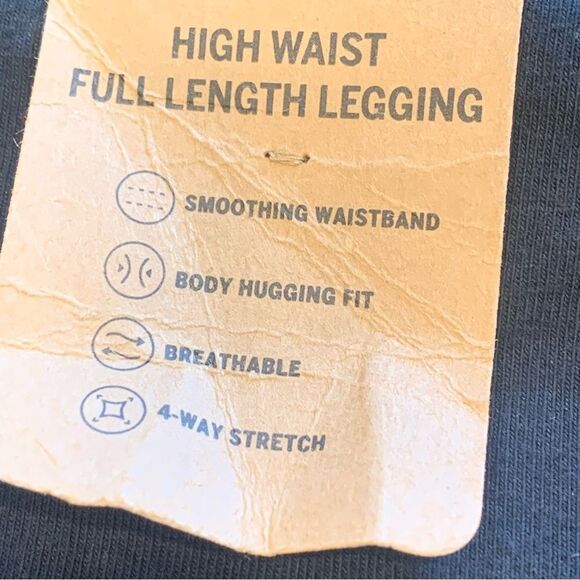 HIGH WAIST
FULL LENGTH LEGGING
SMOOTHING WAISTBAND
BODY HUGGING FIT
BREATHABLE
4-WAY STRETCH